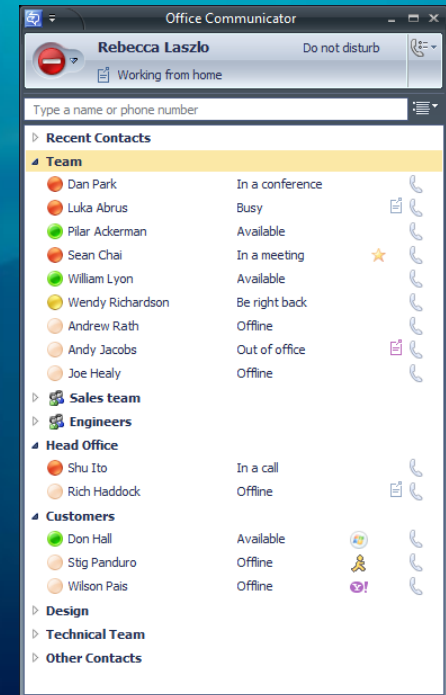 Office Communicator
Rebecca Laszlo Do not disturb
Working from home
Type a name or phone number
Recent Contacts
Team
Dan Park In a conference
Luka Abrus Busy
Pilar Ackerman Available
Sean Chai In a meeting
William Lyon Available
Wendy Richardson Be right back
Andrew Rath Offline
Andy Jacobs Out of office
Joe Healy Offline
Sales team
Engineers
Head Office
Shu Ito In a call
Rich Haddock Offline
Customers
Don Hall Available
Stig Panduro Offline
Wilson Pais Offline Y!
Design
Technical Team
Other Contacts